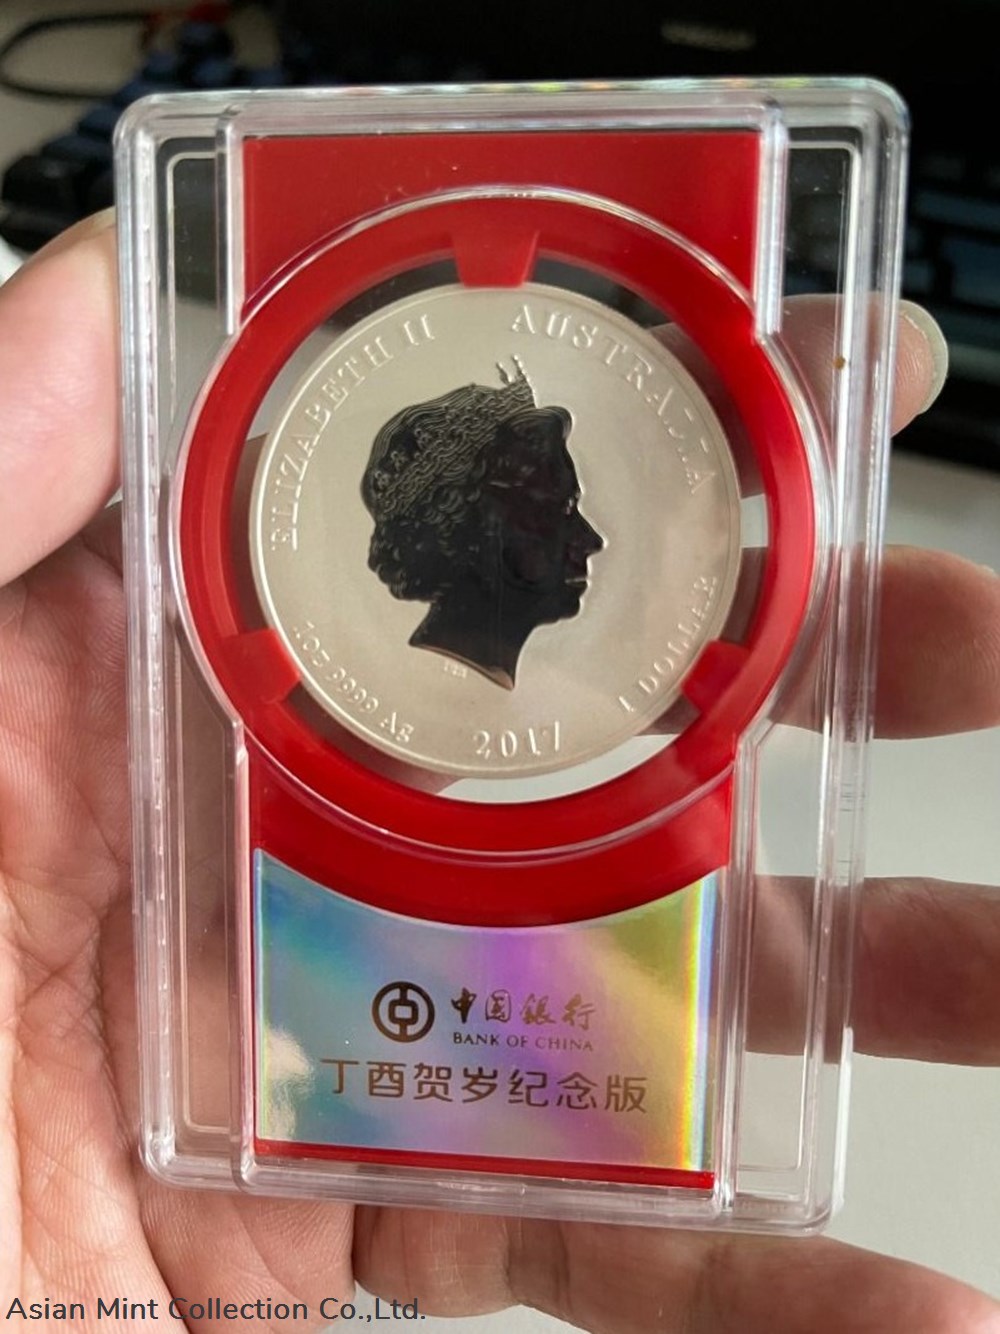 ELIZABETH II
AUSTRALIA
1 OZ 9999 Ag
2017
1 DOLLAR
中国银行
BANK OF CHINA
丁酉贺岁纪念版
Asian Mint Collection Co.,Ltd.